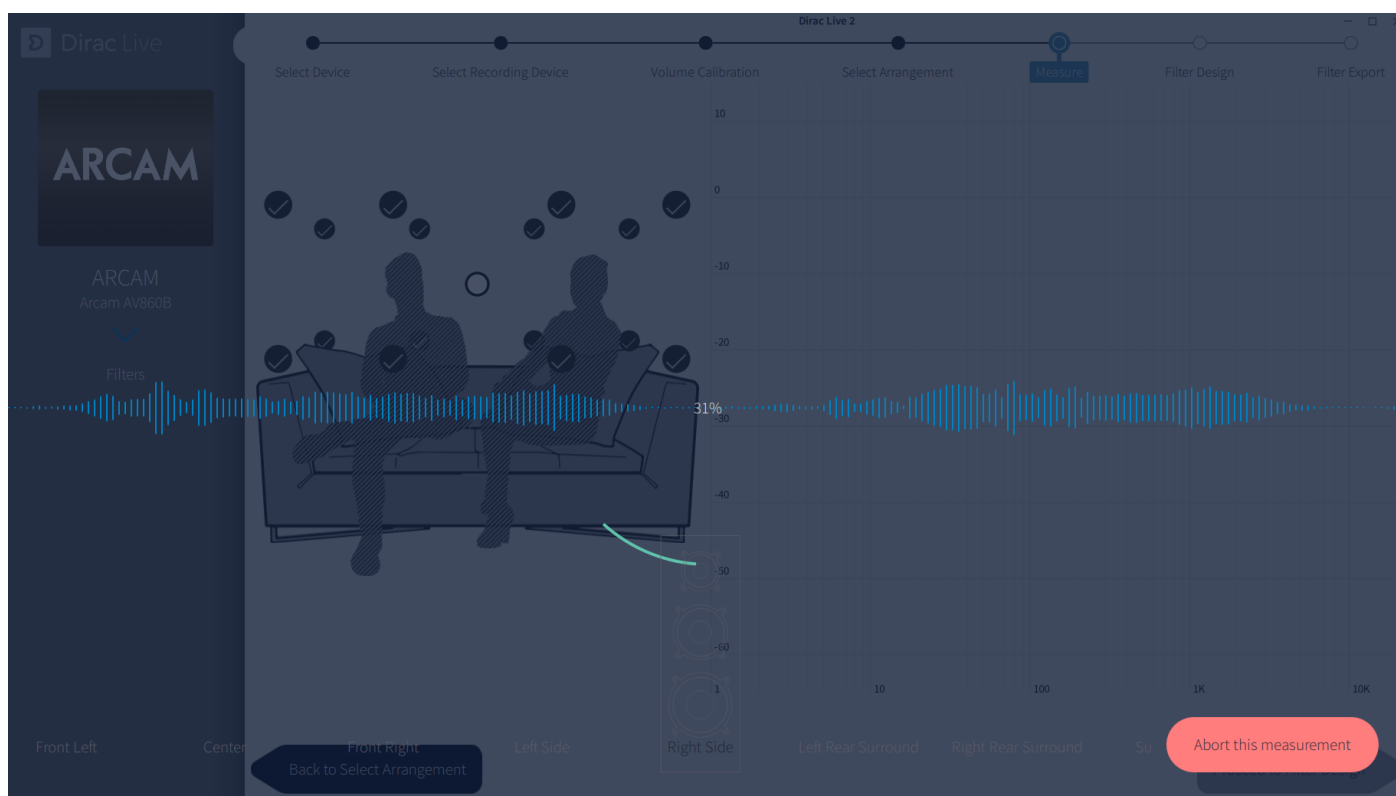 Dirac Live 2
Dirac Live
Select Device
Select Recording Device
Volume Calibration
Select Arrangement
Measure
Filter Design
Filter Export
ARCAM
ARCAM
Arcam AV860B
Filters
10
0
-10
-20
31%
-30
-40
-50
-60
1
10
100
1K
10K
Front Left
Center
Front Right
Left Side
Right Side
Left Rear Surround
Right Rear Surround
Su
Abort this measurement
Back to Select Arrangement